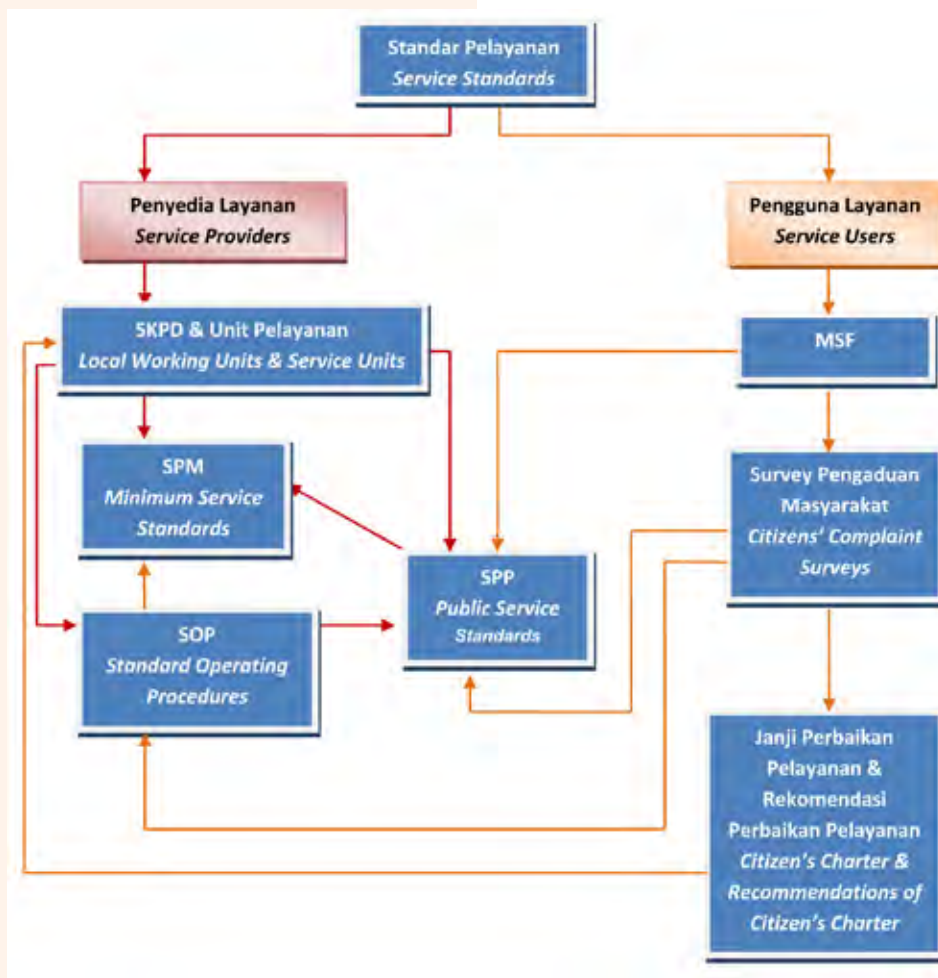 Standar Pelayanan
Service Standards
Penyedia Layanan
Service Providers
Pengguna Layanan
Service Users
SKPD & Unit Pelayanan
Local Working Units & Service Units
MSF
SPM
Minimum Service
Standards
Survey Pengaduan
Masyarakat
Citizens' Complaint
Surveys
SPP
Public Service
Standards
SOP
Standard Operating
Procedures
Janji Perbaikan
Pelayanan &
Rekomendasi
Perbaikan Pelayanan
Citizen's Charter &
Recommendations of
Citizen's Charter